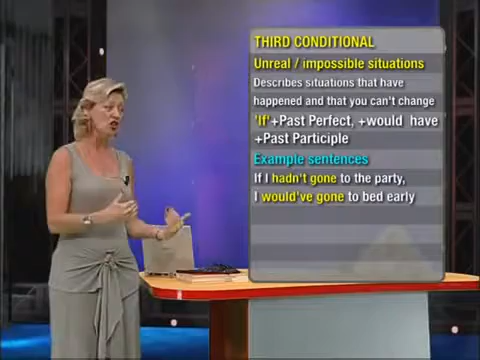 THIRD CONDITIONAL
Unreal / impossible situations
Describes situations that have
happened and that you can't change
'If'+Past Perfect, +would have
+Past Participle
Example sentences
If I hadn't gone to the party,
I would've gone to bed early